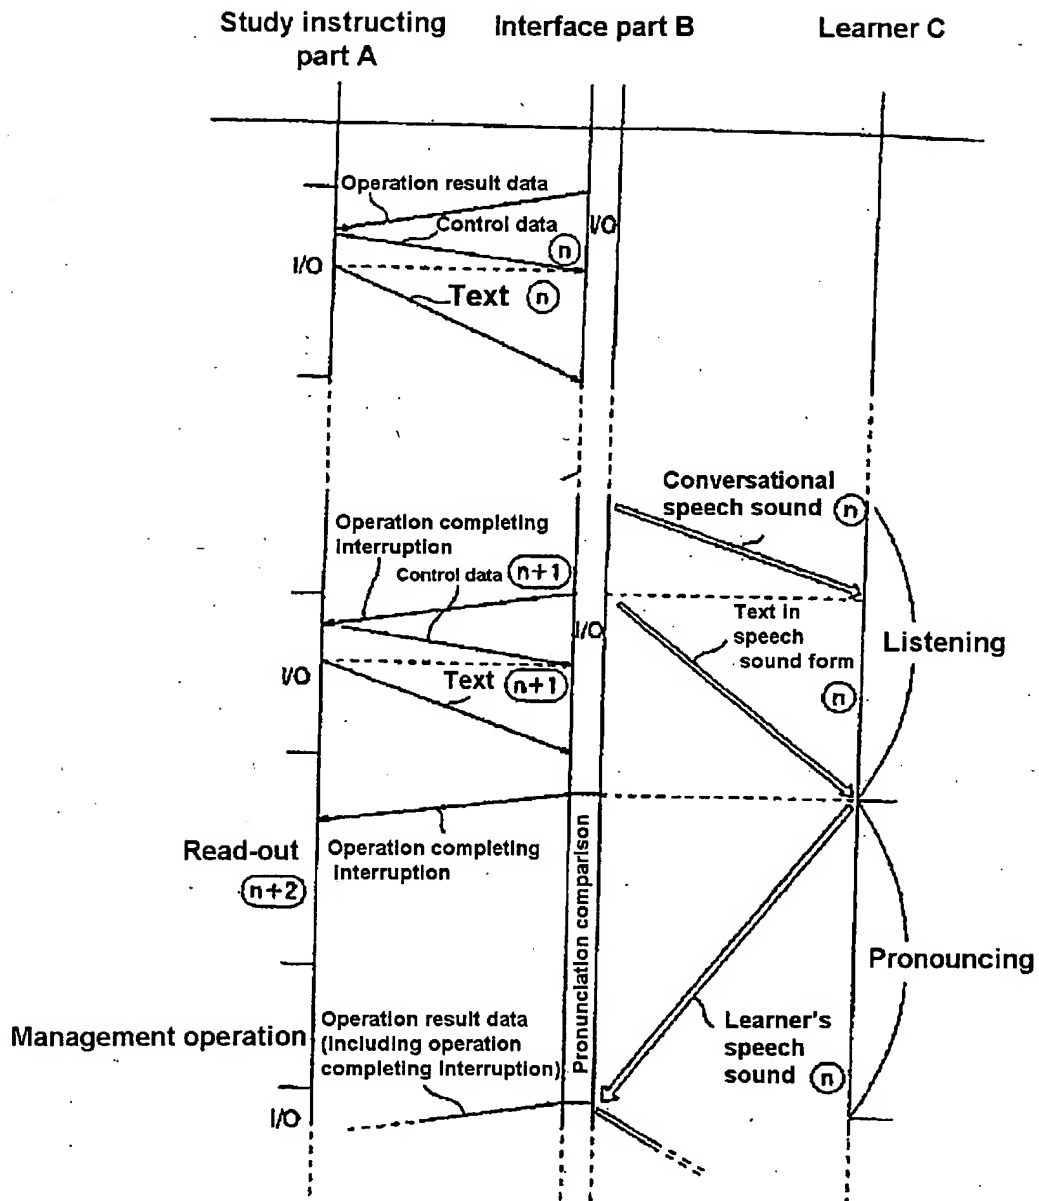 Study instructing
part A
Interface part B
Learner C
Operation result data
I/O
Control data
n
I/O
Text n
Conversational
speech sound n
Operation completing
interruption
Control data n+1
I/O
Text in
speech
sound form
n
Listening
I/O
Text n+1
Read-out
n+2
Operation completing
interruption
Pronunciation comparison
Pronouncing
Management operation
Operation result data
(including operation
completing interruption)
Learner's
speech
sound n
I/O